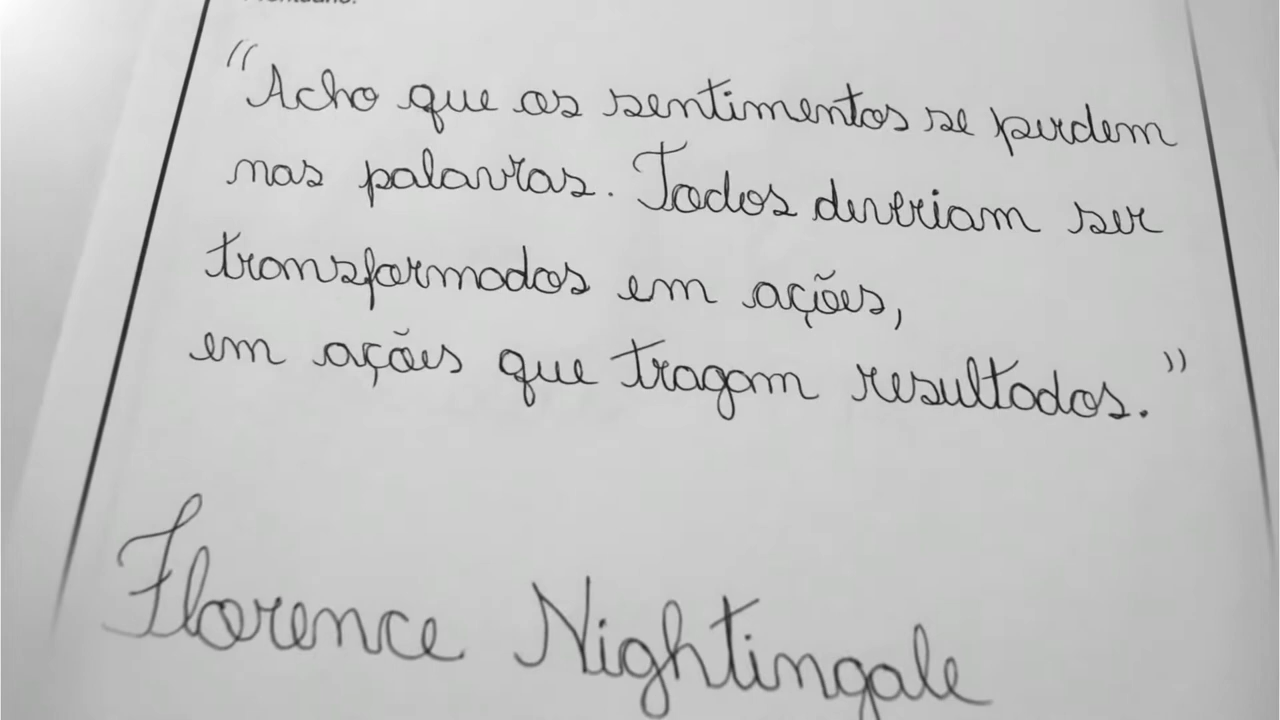 "Acho que os sentimentos se perdem
nas palavras. Todos deveriam ser
transformados em ações,
em ações que tragam resultados."
Florence Nightingale